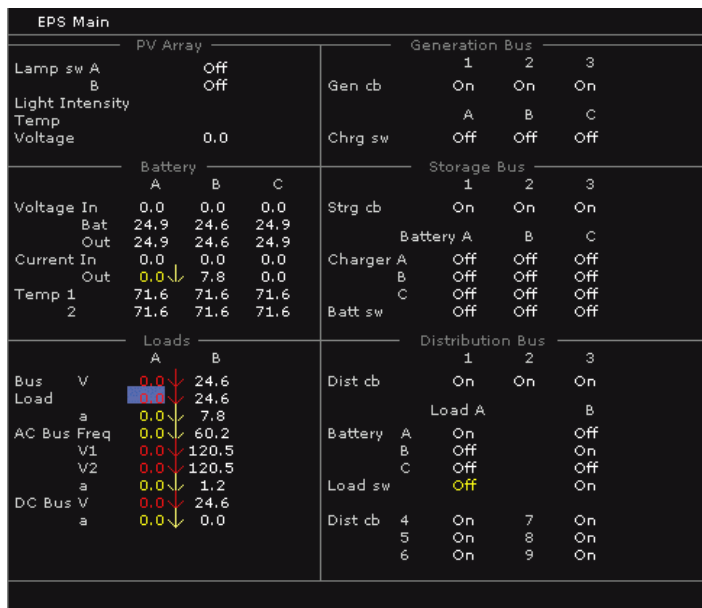 EPS Main
PV Array
Lamp sw A Off
B Off
Light Intensity
Temp
Voltage 0.0
Generation Bus
1 2 3
Gen cb On On On
A B C
Chrg sw Off Off Off
Battery
A B C
Voltage In 0.0 0.0 0.0
Bat 24.9 24.6 24.9
Out 24.9 24.6 24.9
Current In 0.0 0.0 0.0
Out 0.0 7.8 0.0
Temp 1 71.6 71.6 71.6
2 71.6 71.6 71.6
Storage Bus
1 2 3
Strg cb On On On
Battery A B C
Charger A Off Off Off
B Off Off Off
C Off Off Off
Batt sw Off Off Off
Loads
A B
Bus V 0.0 24.6
Load 0.0 24.6
a 0.0 7.8
AC Bus Freq 0.0 60.2
V1 0.0 120.5
V2 0.0 120.5
a 0.0 1.2
DC Bus V 0.0 24.6
a 0.0 0.0
Distribution Bus
1 2 3
Dist cb On On On
Load A B
Battery A On Off
B Off On
C Off Off
Load sw Off On
Dist cb 4 On 7 On
5 On 8 On
6 On 9 On